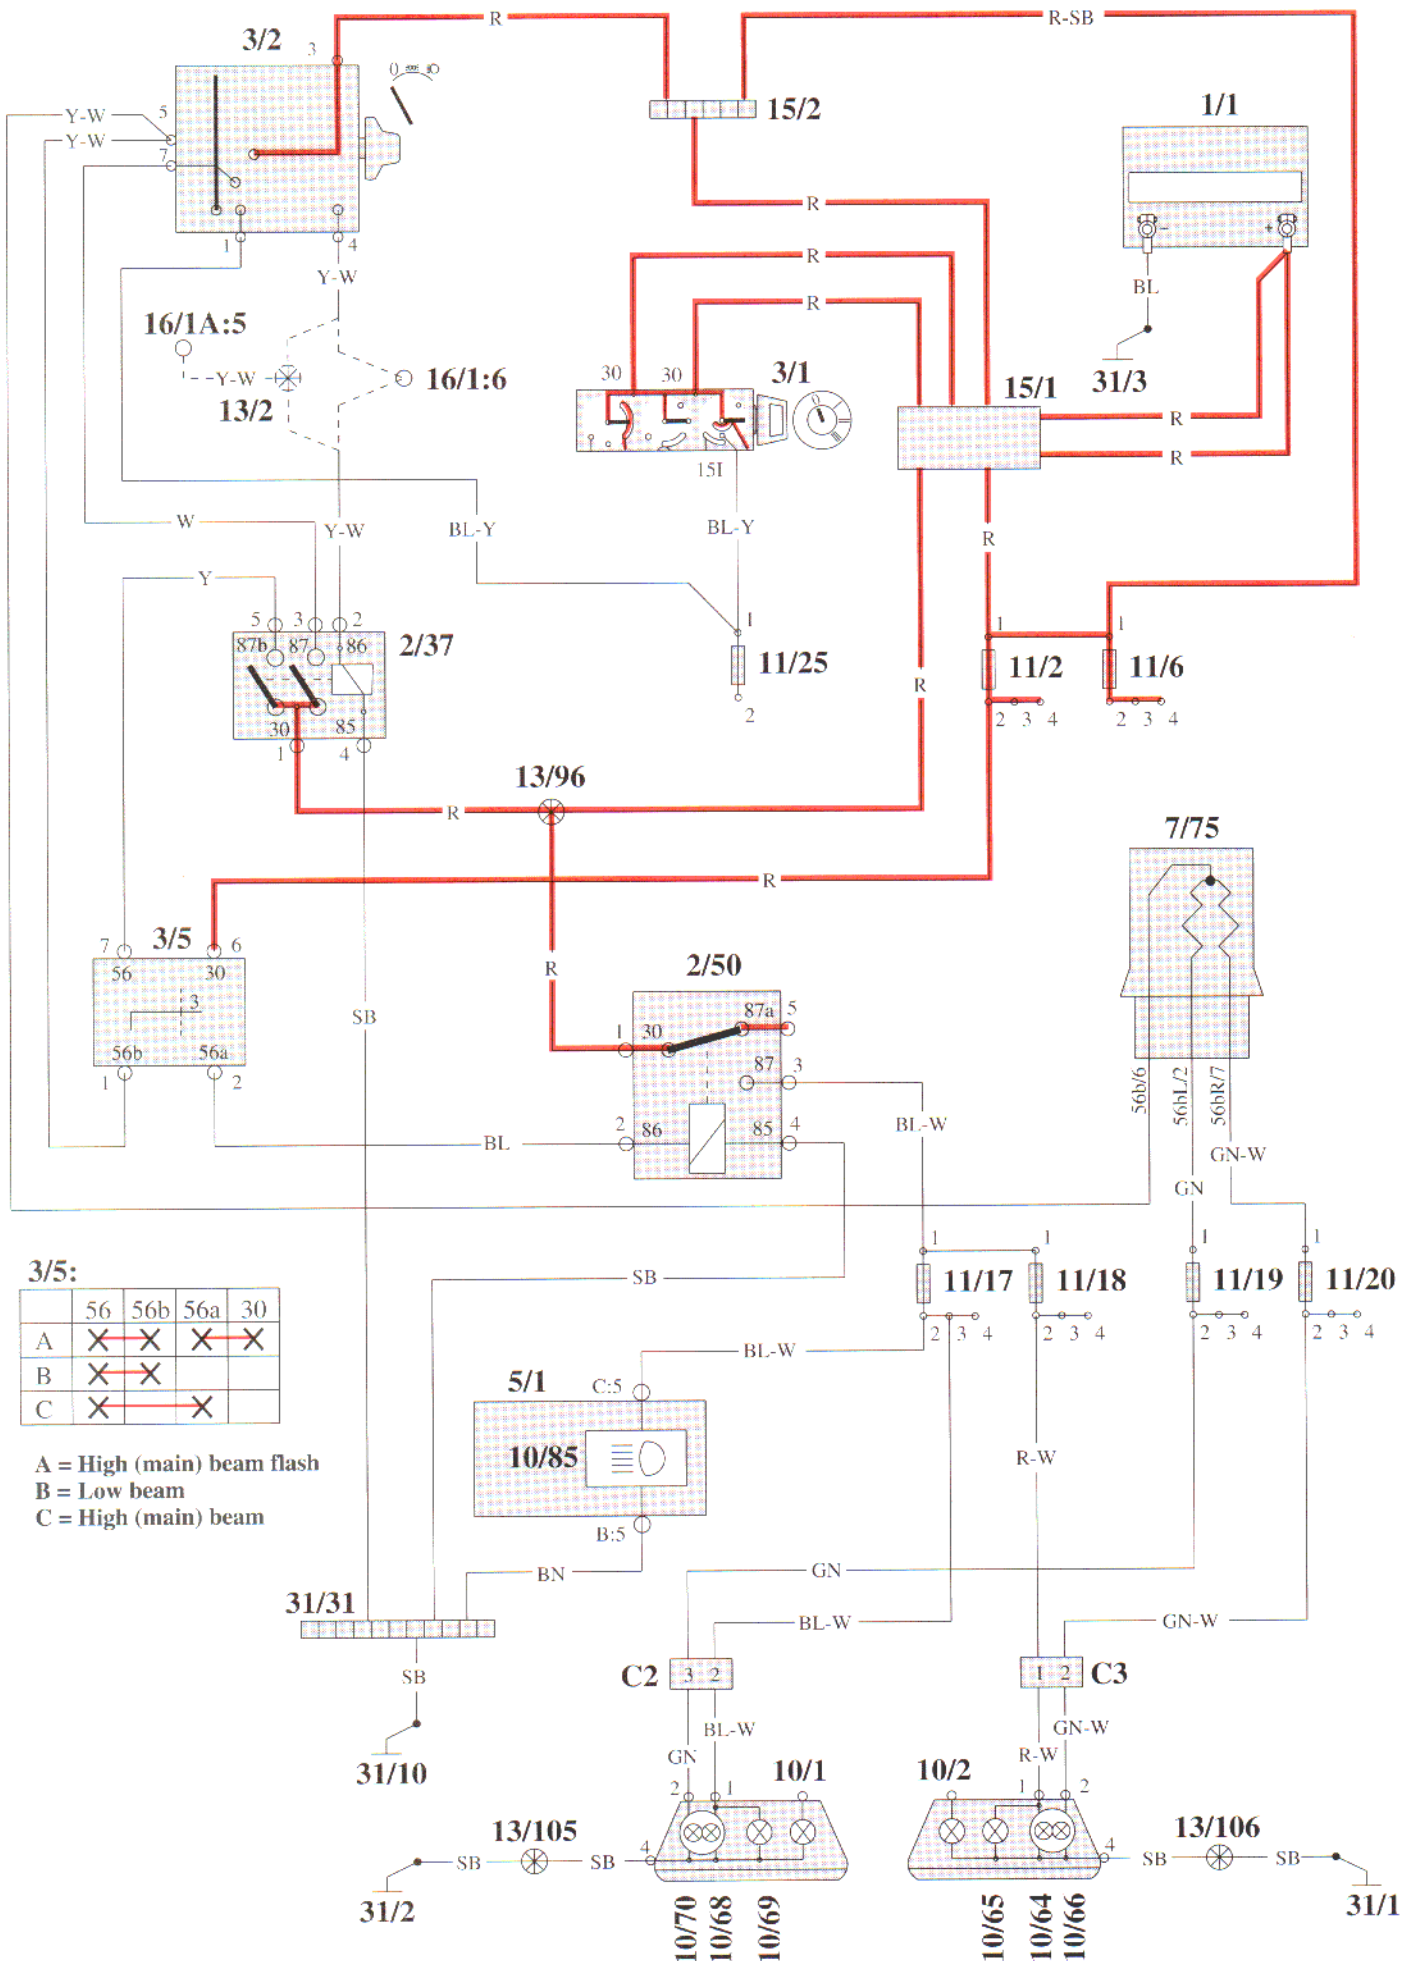 R
R-SB
3/2
3
0
15/2
1/1
5
Y-W
Y-W
7
R
−
+
1
4
Y-W
R
BL
R
16/1A:5
31/3
Y-W
16/1:6
13/2
30
30
3/1
0
15/1
R
R
15I
W
Y-W
BL-Y
BL-Y
R
Y
5
3
2
1
1
1
87b
87
86
2/37
11/25
11/2
11/6
R
2
2
3
4
2
3
4
30
85
1
4
13/96
R
7/75
R
7
3/5
6
56
30
3
R
2/50
SB
87a
5
1
30
56b
56a
87
3
1
2
56b/6
56bL/2
56bR/7
2
86
85
4
BL-W
BL
GN-W
GN
1
1
1
1
3/5:
SB
11/17
11/18
11/19
11/20
56
56b
56a
30
A
2
3
4
2
3
4
2
3
4
2
3
4
B
BL-W
C
5/1
C:5
10/85
R-W
A = High (main) beam flash
B = Low beam
C = High (main) beam
B:5
BN
GN
31/31
BL-W
GN-W
SB
C2
3
2
1
2
C3
BL-W
GN-W
GN
R-W
31/10
2
1
10/1
10/2
1
2
13/105
4
4
13/106
SB
SB
SB
SB
31/2
31/1
10/70
10/68
10/69
10/65
10/64
10/66